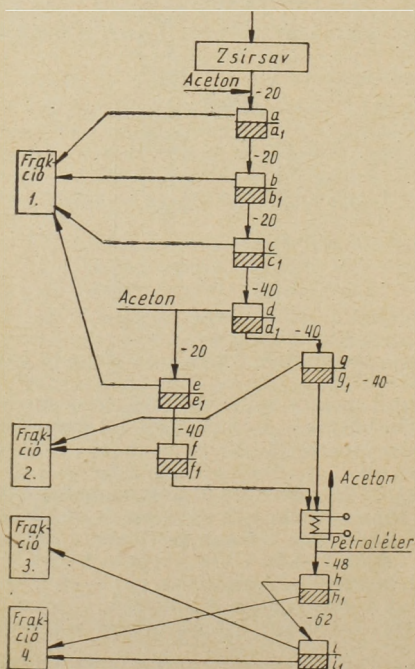 Zsirsav
Aceton
-20
a
a1
-20
Frak-
ció
1.
b
b1
-20
c
c1
-40
Aceton
d
d1
-40
-20
g
g1 -40
e
e1
-40
Frak-
ció
2.
f
f1
Aceton
Petroléter
Frak-
ció
3.
-48
h
h1
-62
Frak-
ció
4.
i
i1